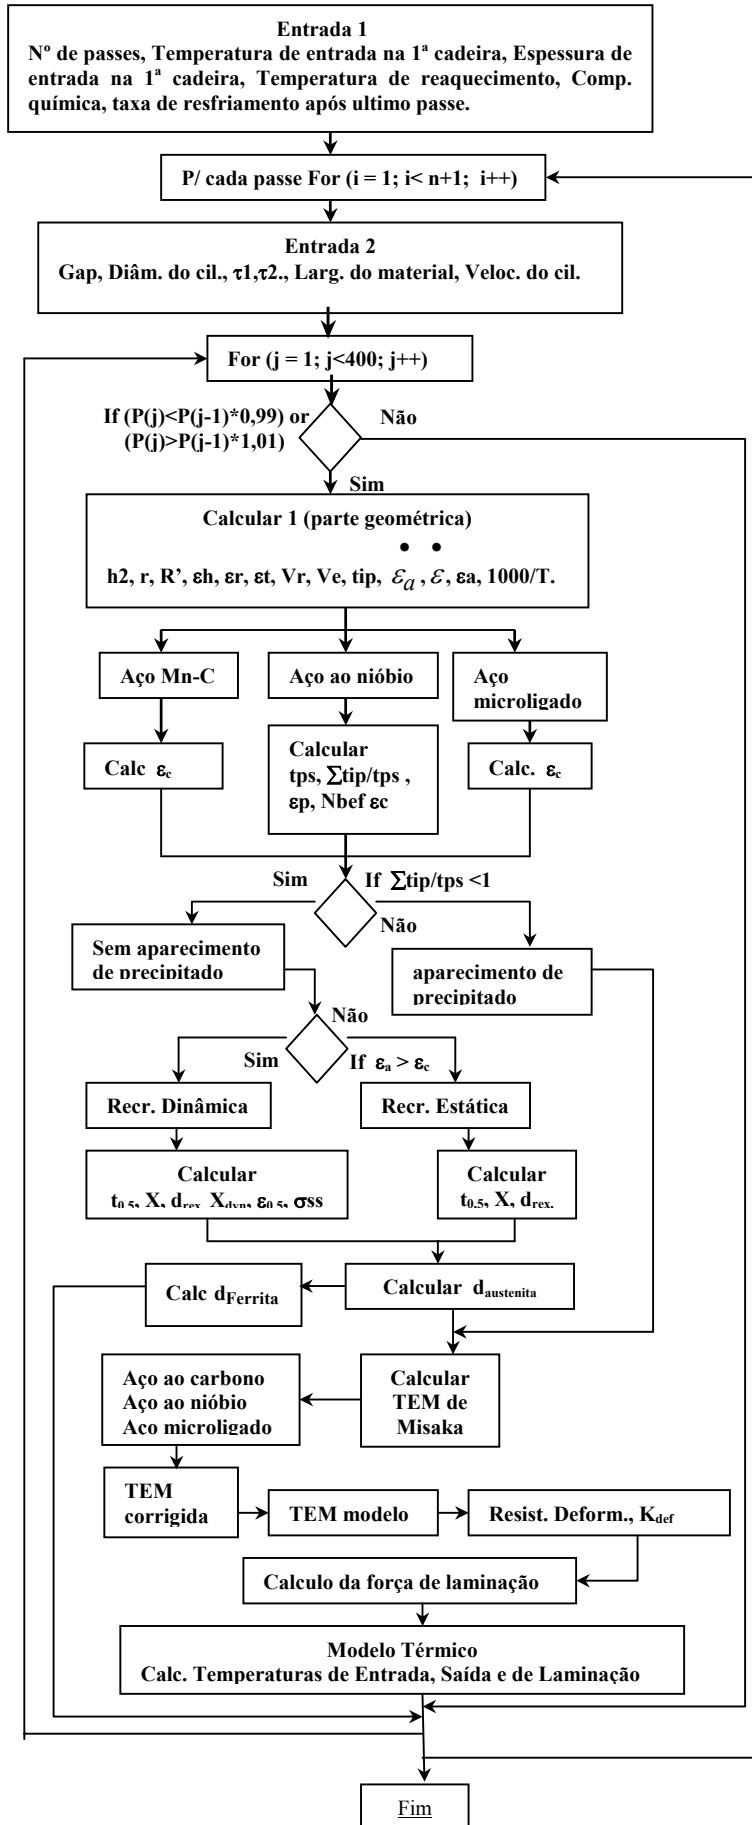 Entrada 1
Nº de passes, Temperatura de entrada na 1ª cadeira, Espessura de
entrada na 1ª cadeira, Temperatura de reaquecimento, Comp.
química, taxa de resfriamento após ultimo passe.
P/ cada passe For (i = 1; i< n+1; i++)
Entrada 2
Gap, Diâm. do cil., τ1,τ2., Larg. do material, Veloc. do cil.
For (j = 1; j<400; j++)
If (P(j)<P(j-1)*0,99) or
(P(j)>P(j-1)*1,01)
Não
Sim
Calcular 1 (parte geométrica)
h2, r, R’, εh, εr, εt, Vr, Ve, tip, ε̇a , ε̇, εa, 1000/T.
Aço Mn-C
Aço ao nióbio
Aço
microligado
Calc εc
Calcular
tps, ∑tip/tps ,
εp, Nbef εc
Calc. εc
Sim
If ∑tip/tps <1
Não
Sem aparecimento
de precipitado
aparecimento de
precipitado
Não
Sim
If εa > εc
Recr. Dinâmica
Recr. Estática
Calcular
t0.5, X, drex, Xdyn, ε0.5, σss
Calcular
t0.5, X, drex.
Calc dFerrita
Calcular daustenita
Aço ao carbono
Aço ao nióbio
Aço microligado
Calcular
TEM de
Misaka
TEM
corrigida
TEM modelo
Resist. Deform., Kdef
Calculo da força de laminação
Modelo Térmico
Calc. Temperaturas de Entrada, Saída e de Laminação
Fim